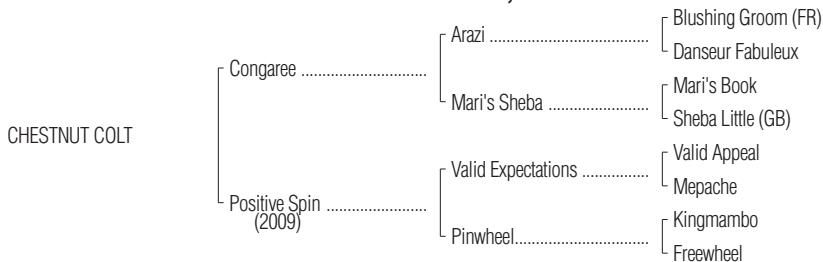 Blushing Groom (FR)
Arazi ......................................
Danseur Fabuleux
Congaree ..............................
Mari's Book
Mari's Sheba ........................
Sheba Little (GB)
CHESTNUT COLT
Valid Appeal
Valid Expectations ................
Mepache
Positive Spin ........................
(2009)
Kingmambo
Pinwheel................................
Freewheel